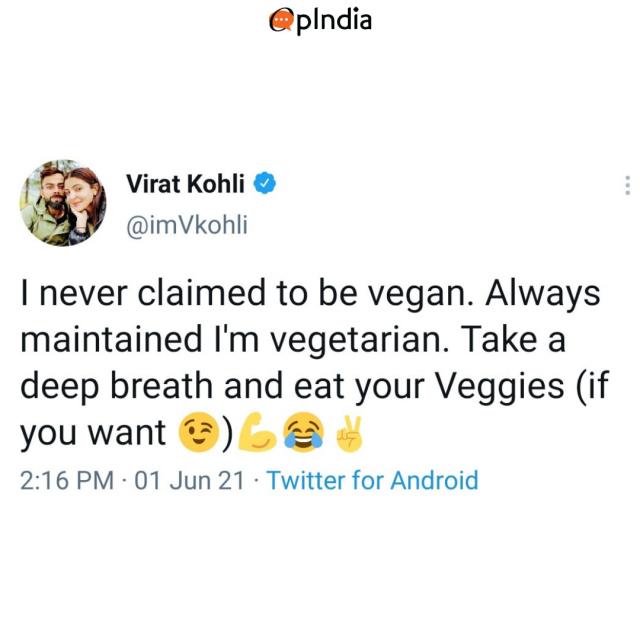 OpIndia
Virat Kohli
@imVkohli
I never claimed to be vegan. Always
maintained I'm vegetarian. Take a
deep breath and eat your Veggies (if
you want 😉)💪😂✌
2:16 PM · 01 Jun 21 · Twitter for Android